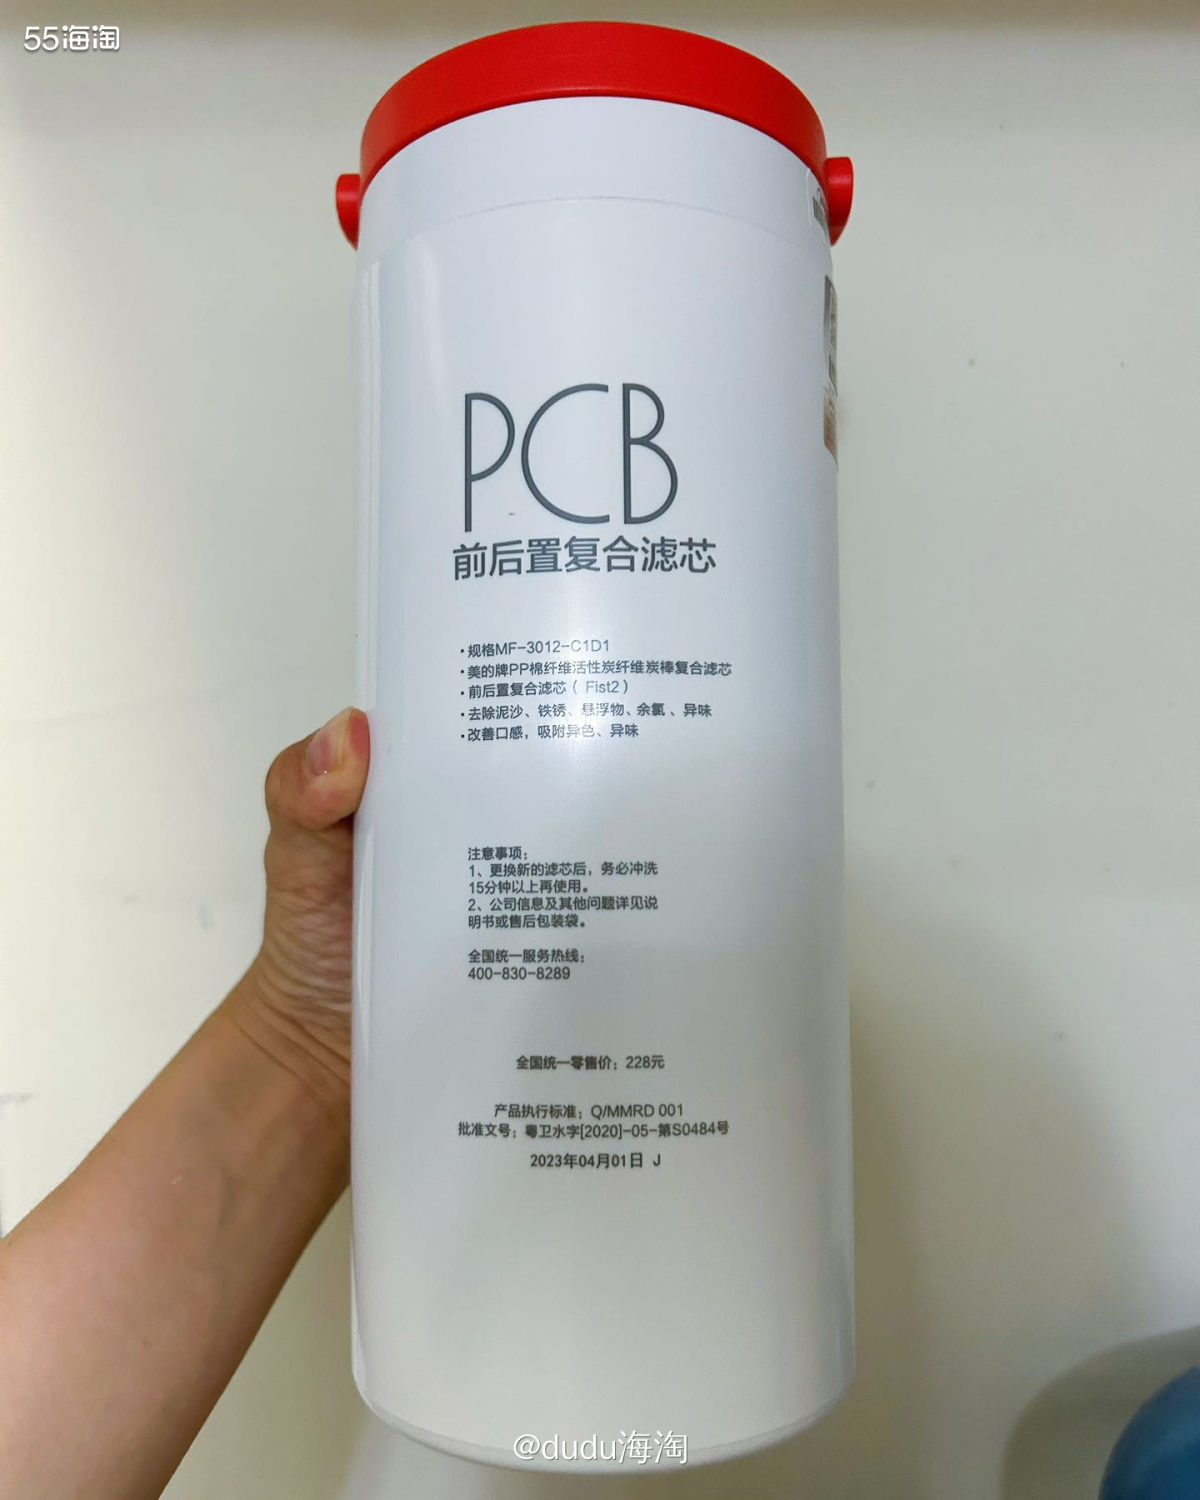 55海淘
PCB
前后置复合滤芯
·规格MF-3012-C1D1
·美的牌PP棉纤维活性炭纤维炭棒复合滤芯
·前后置复合滤芯（ Fist2 ）
·去除泥沙、铁锈、悬浮物、余氯 、异味
·改善口感，吸附异色、异味
注意事项：
1、更换新的滤芯后，务必冲洗
15分钟以上再使用。
2、公司信息及其他问题详见说
明书或售后包装袋。
全国统一服务热线：
400-830-8289
全国统一零售价：228元
产品执行标准：Q/MMRD 001
批准文号：粤卫水字[2020]-05-第S0484号
2023年04月01日 J
@dudu海淘